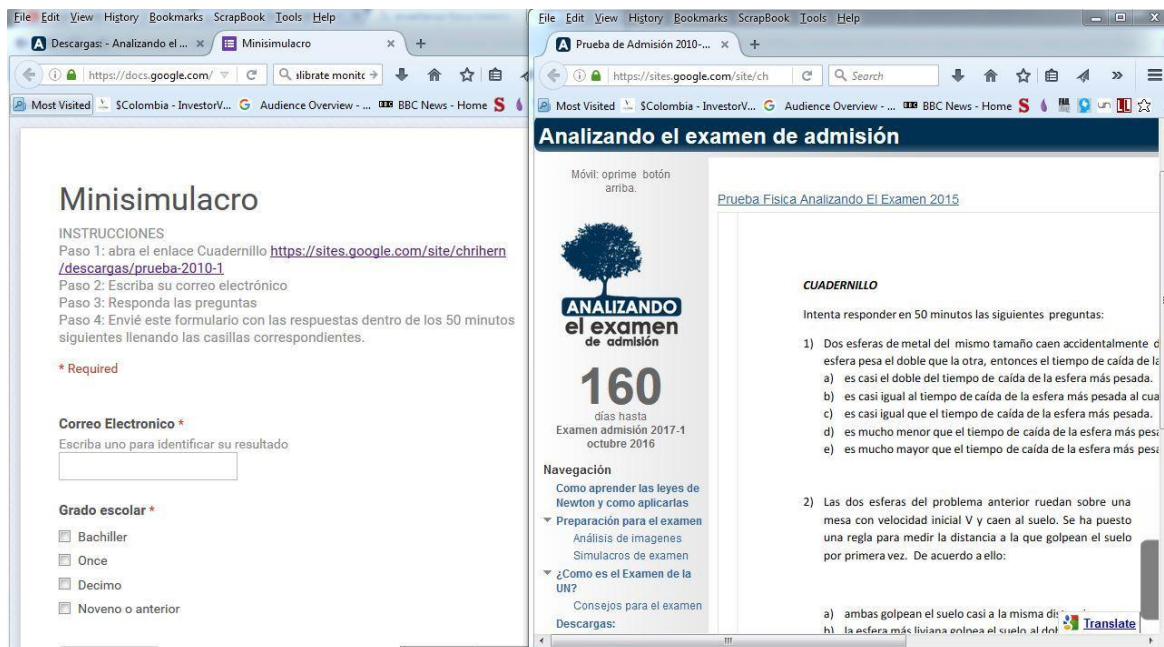 File Edit View History Bookmarks ScrapBook Tools Help
Descargas: - Analizando el ...
Minisimulacro
https://docs.google.com/
Most Visited $Colombia - InvestorV... Audience Overview - ... BBC News - Home
Minisimulacro
INSTRUCCIONES
Paso 1: abra el enlace Cuadernillo https://sites.google.com/site/chrihern
/descargas/prueba-2010-1
Paso 2: Escriba su correo electrónico
Paso 3: Responda las preguntas
Paso 4: Envié este formulario con las respuestas dentro de los 50 minutos
siguientes llenando las casillas correspondientes.
* Required
Correo Electronico *
Escriba uno para identificar su resultado
Grado escolar *
Bachiller
Once
Decimo
Noveno o anterior
File Edit View History Bookmarks ScrapBook Tools Help
Prueba de Admisión 2010-...
https://sites.google.com/site/ch
Search
Most Visited $Colombia - InvestorV... Audience Overview - ... BBC News - Home
Analizando el examen de admisión
Móvil: oprime botón
arriba.
ANALIZANDO
el examen
de admisión
160
días hasta
Examen admisión 2017-1
octubre 2016
Navegación
Como aprender las leyes de
Newton y como aplicarlas
Preparación para el examen
Análisis de imagenes
Simulacros de examen
¿Como es el Examen de la
UN?
Consejos para el examen
Descargas:
Prueba Fisica Analizando El Examen 2015
CUADERNILLO
Intenta responder en 50 minutos las siguientes preguntas:
1) Dos esferas de metal del mismo tamaño caen accidentalmente d
esfera pesa el doble que la otra, entonces el tiempo de caída de la
a) es casi el doble del tiempo de caída de la esfera más pesada.
b) es casi igual al tiempo de caída de la esfera más pesada al cua
c) es casi igual que el tiempo de caída de la esfera más pesada.
d) es mucho menor que el tiempo de caída de la esfera más pesa
e) es mucho mayor que el tiempo de caída de la esfera más pesa
2) Las dos esferas del problema anterior ruedan sobre una
mesa con velocidad inicial V y caen al suelo. Se ha puesto
una regla para medir la distancia a la que golpean el suelo
por primera vez. De acuerdo a ello:
a) ambas golpean el suelo casi a la misma
b) la esfera más liviana golpea el suelo al
Translate